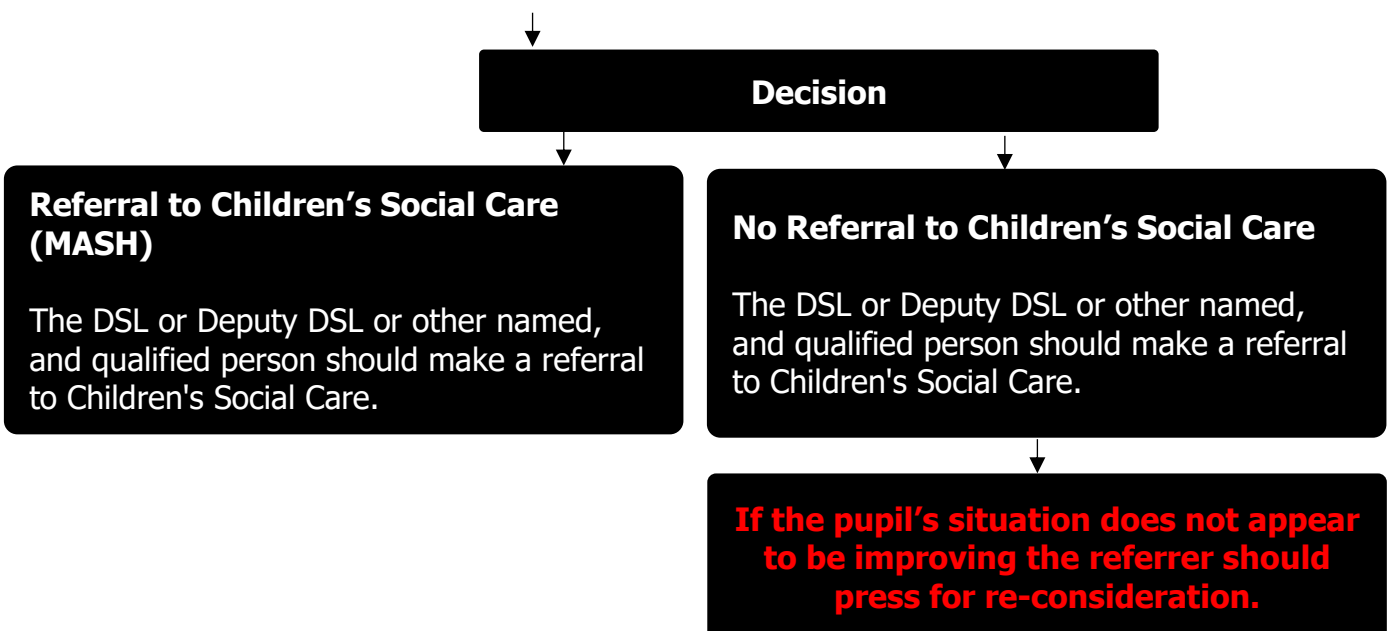 Decision
Referral to Children’s Social Care
(MASH)
The DSL or Deputy DSL or other named,
and qualified person should make a referral
to Children's Social Care.
No Referral to Children’s Social Care
The DSL or Deputy DSL or other named,
and qualified person should make a referral
to Children's Social Care.
If the pupil’s situation does not appear
to be improving the referrer should
press for re-consideration.